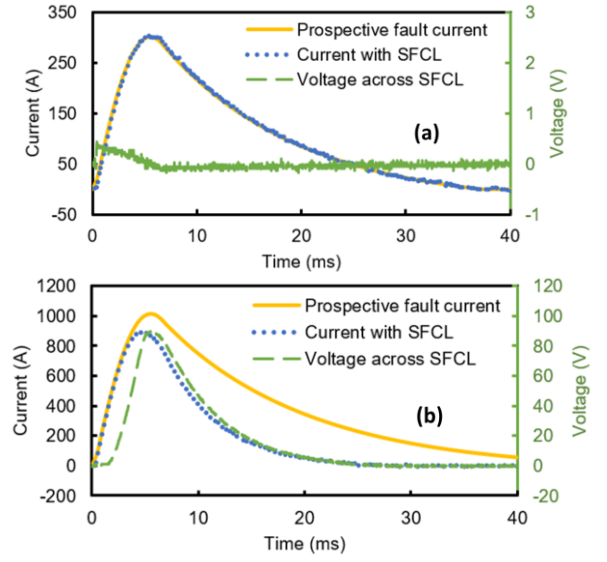 350
250
150
50
-50
3
2
1
0
-1
Prospective fault current
Current with SFCL
Voltage across SFCL
(a)
Current (A)
Voltage (V)
0
10
20
30
40
Time (ms)
1200
1000
800
600
400
200
0
-200
120
100
80
60
40
20
0
-20
Prospective fault current
Current with SFCL
Voltage across SFCL
(b)
Current (A)
Voltage (V)
0
10
20
30
40
Time (ms)